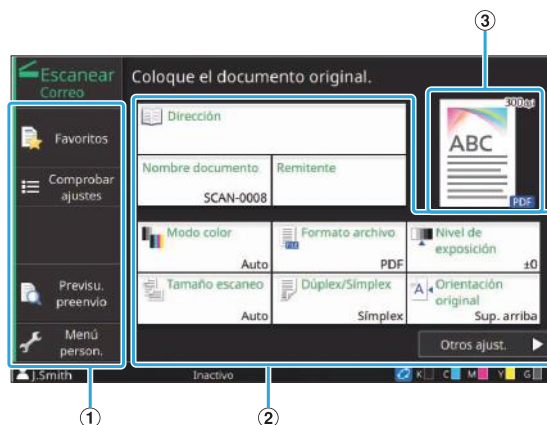 ③
Escanear
Correo
Coloque el documento original.
Favoritos
Comprobar
ajustes
Previsu.
preenvio
Menú
person.
Dirección
Nombre documento
SCAN-0008
Remitente
ABC
PDF
Modo color
Auto
Formato archivo
PDF
Nivel de
exposición
±0
Tamaño escaneo
Auto
Dúplex/Símplex
Símplex
Orientación
original
Sup. arriba
Otros ajust.
J.Smith
Inactivo
K C M Y G
① ②